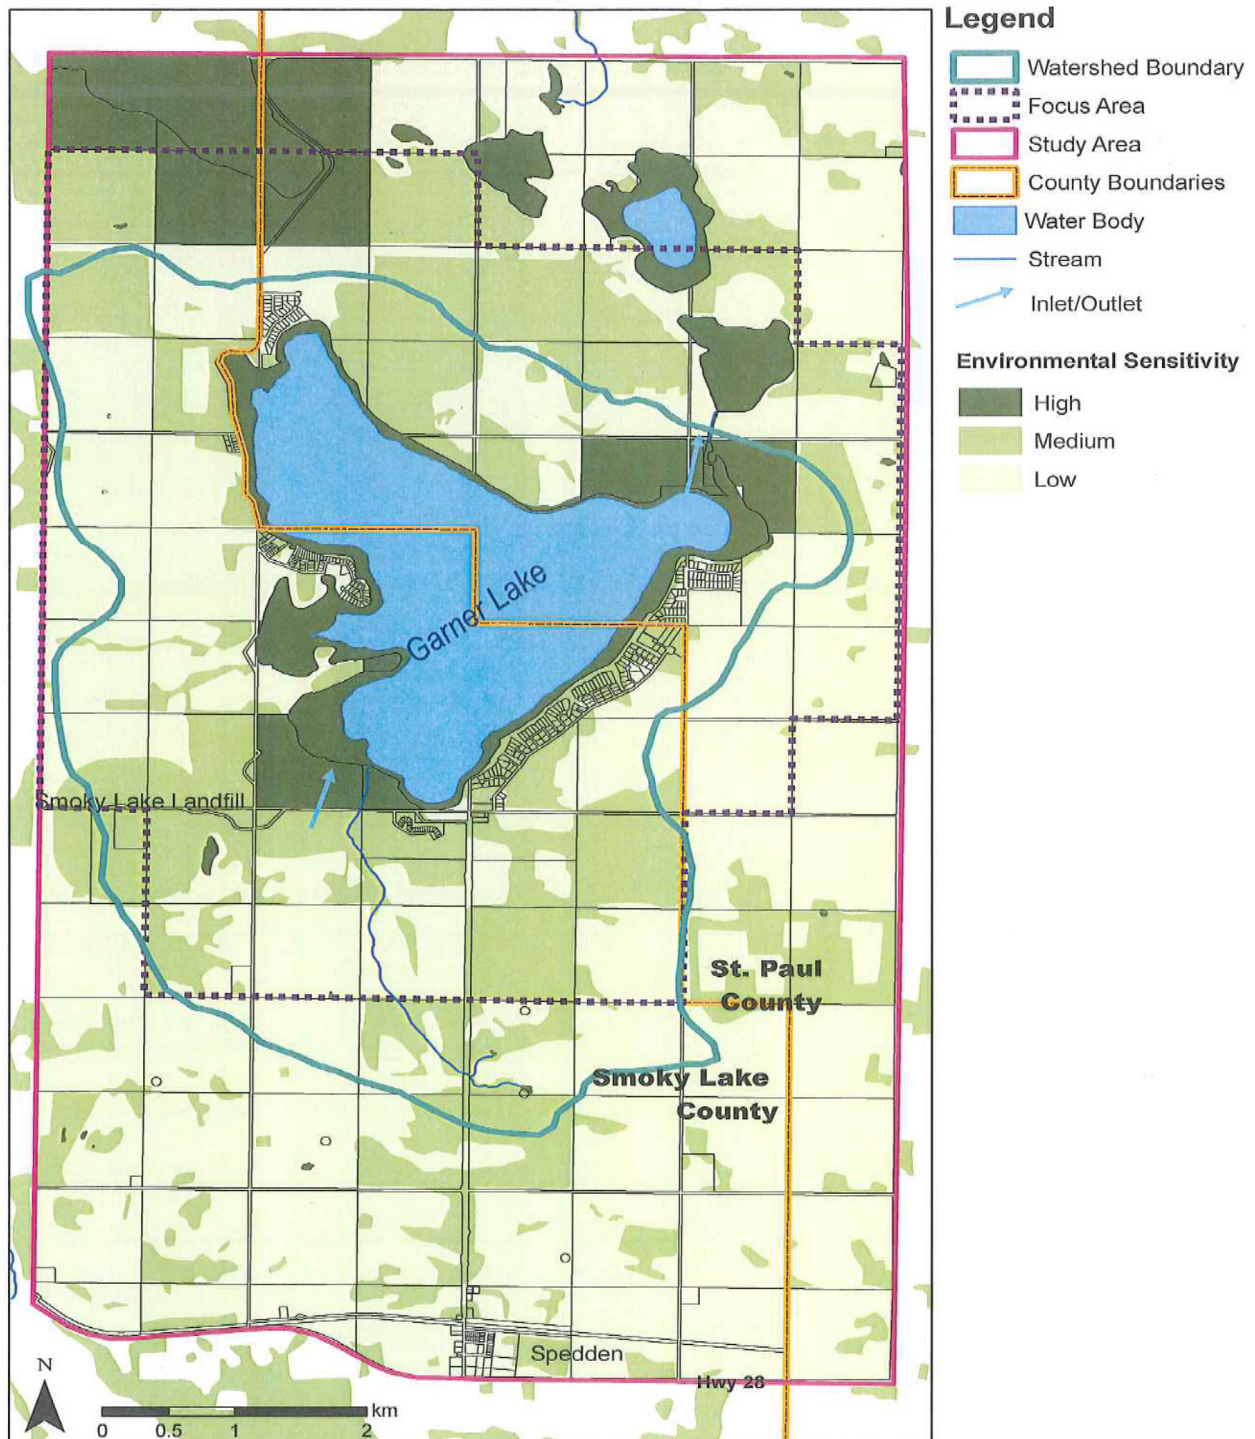 Legend
Watershed Boundary
Focus Area
Study Area
County Boundaries
Water Body
Stream
Inlet/Outlet
Environmental Sensitivity
High
Medium
Low
Garner Lake
Smoky Lake Landfill
St. Paul
County
Smoky Lake
County
Spedden
Hwy 28
N
km
0 0.5 1 2